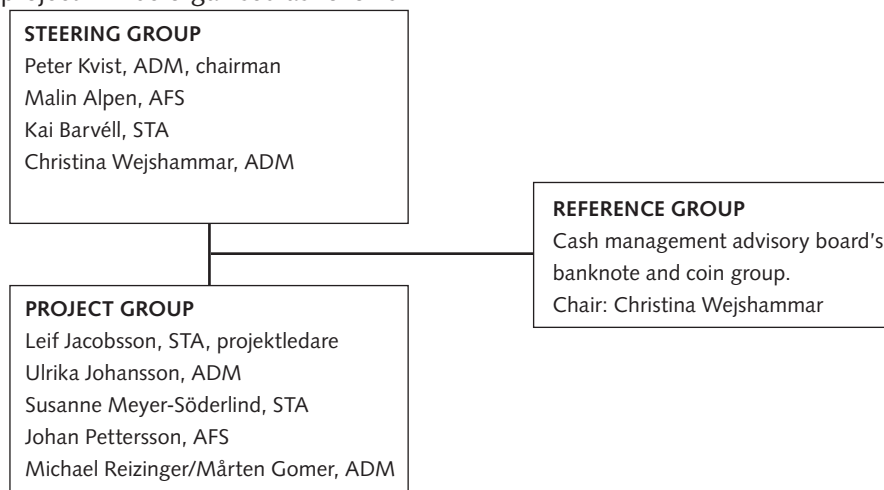 STEERING GROUP
Peter Kvist, ADM, chairman
Malin Alpen, AFS
Kai Barvéll, STA
Christina Wejshammar, ADM
REFERENCE GROUP
Cash management advisory board's
banknote and coin group.
Chair: Christina Wejshammar
PROJECT GROUP
Leif Jacobsson, STA, projektledare
Ulrika Johansson, ADM
Susanne Meyer-Söderlind, STA
Johan Pettersson, AFS
Michael Reizinger/Mårten Gomer, ADM